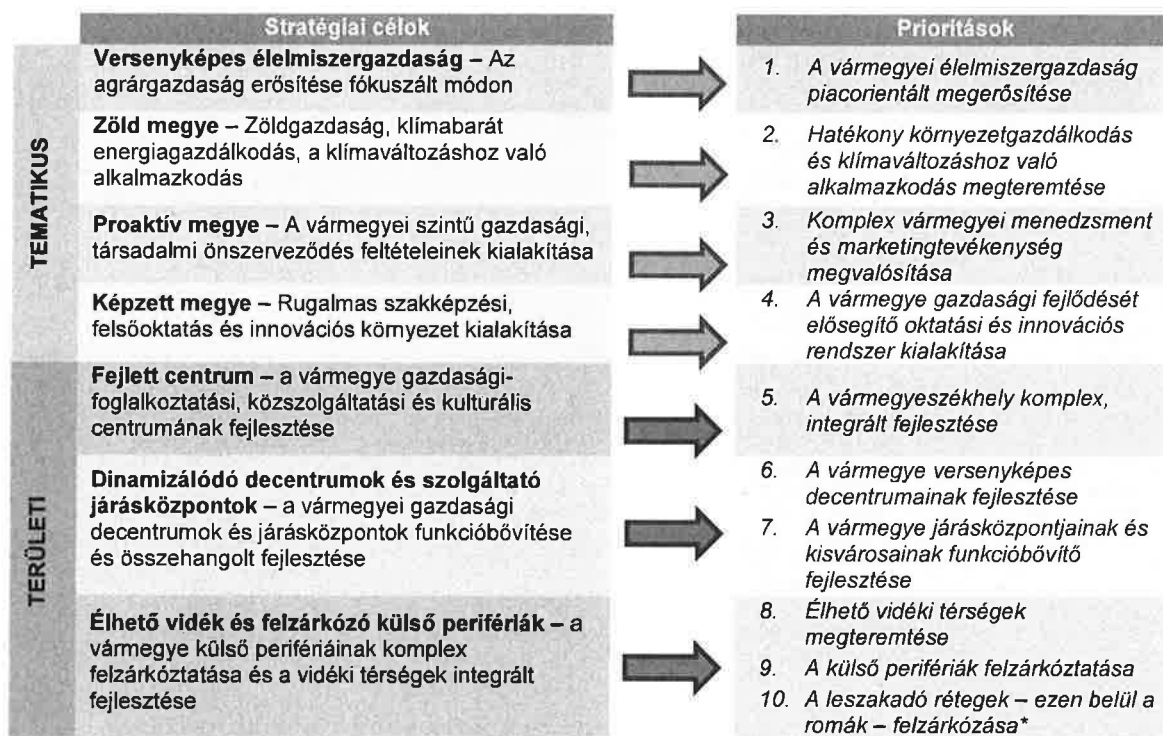 Stratégiai célok
TEMATIKUS
Versenyképes élelmiszergazdaság – Az
agrárgazdaság erősítése fókuszált módon
Zöld megye – Zöldgazdaság, klímabarát
energiagazdálkodás, a klímaváltozáshoz való
alkalmazkodás
Proaktív megye – A vármegyei szintű gazdasági,
társadalmi önszerveződés feltételeinek kialakítása
Képzett megye – Rugalmas szakképzési,
felsőoktatás és innovációs környezet kialakítása
TERÜLETI
Fejlett centrum – a vármegye gazdasági-
foglalkoztatási, közszolgáltatási és kulturális
centrumának fejlesztése
Dinamizálódó decentrumok és szolgáltató
járásközpontok – a vármegyei gazdasági
decentrumok és járásközpontok funkcióbővítése
és összehangolt fejlesztése
Élhető vidék és felzárkózó külső perifériák – a
vármegye külső perifériáinak komplex
felzárkóztatása és a vidéki térségek integrált
fejlesztése
Prioritások
1. A vármegyei élelmiszergazdaság
piacorientált megerősítése
2. Hatékony környezetgazdálkodás
és klímaváltozáshoz való
alkalmazkodás megteremtése
3. Komplex vármegyei menedzsment
és marketingtevékenység
megvalósítása
4. A vármegye gazdasági fejlődését
elősegítő oktatási és innovációs
rendszer kialakítása
5. A vármegyeszékhely komplex,
integrált fejlesztése
6. A vármegye versenyképes
decentrumainak fejlesztése
7. A vármegye járásközpontjainak és
kisvárosainak funkcióbővítő
fejlesztése
8. Élhető vidéki térségek
megteremtése
9. A külső perifériák felzárkóztatása
10. A leszakadó rétegek – ezen belül a
romák – felzárkózása*